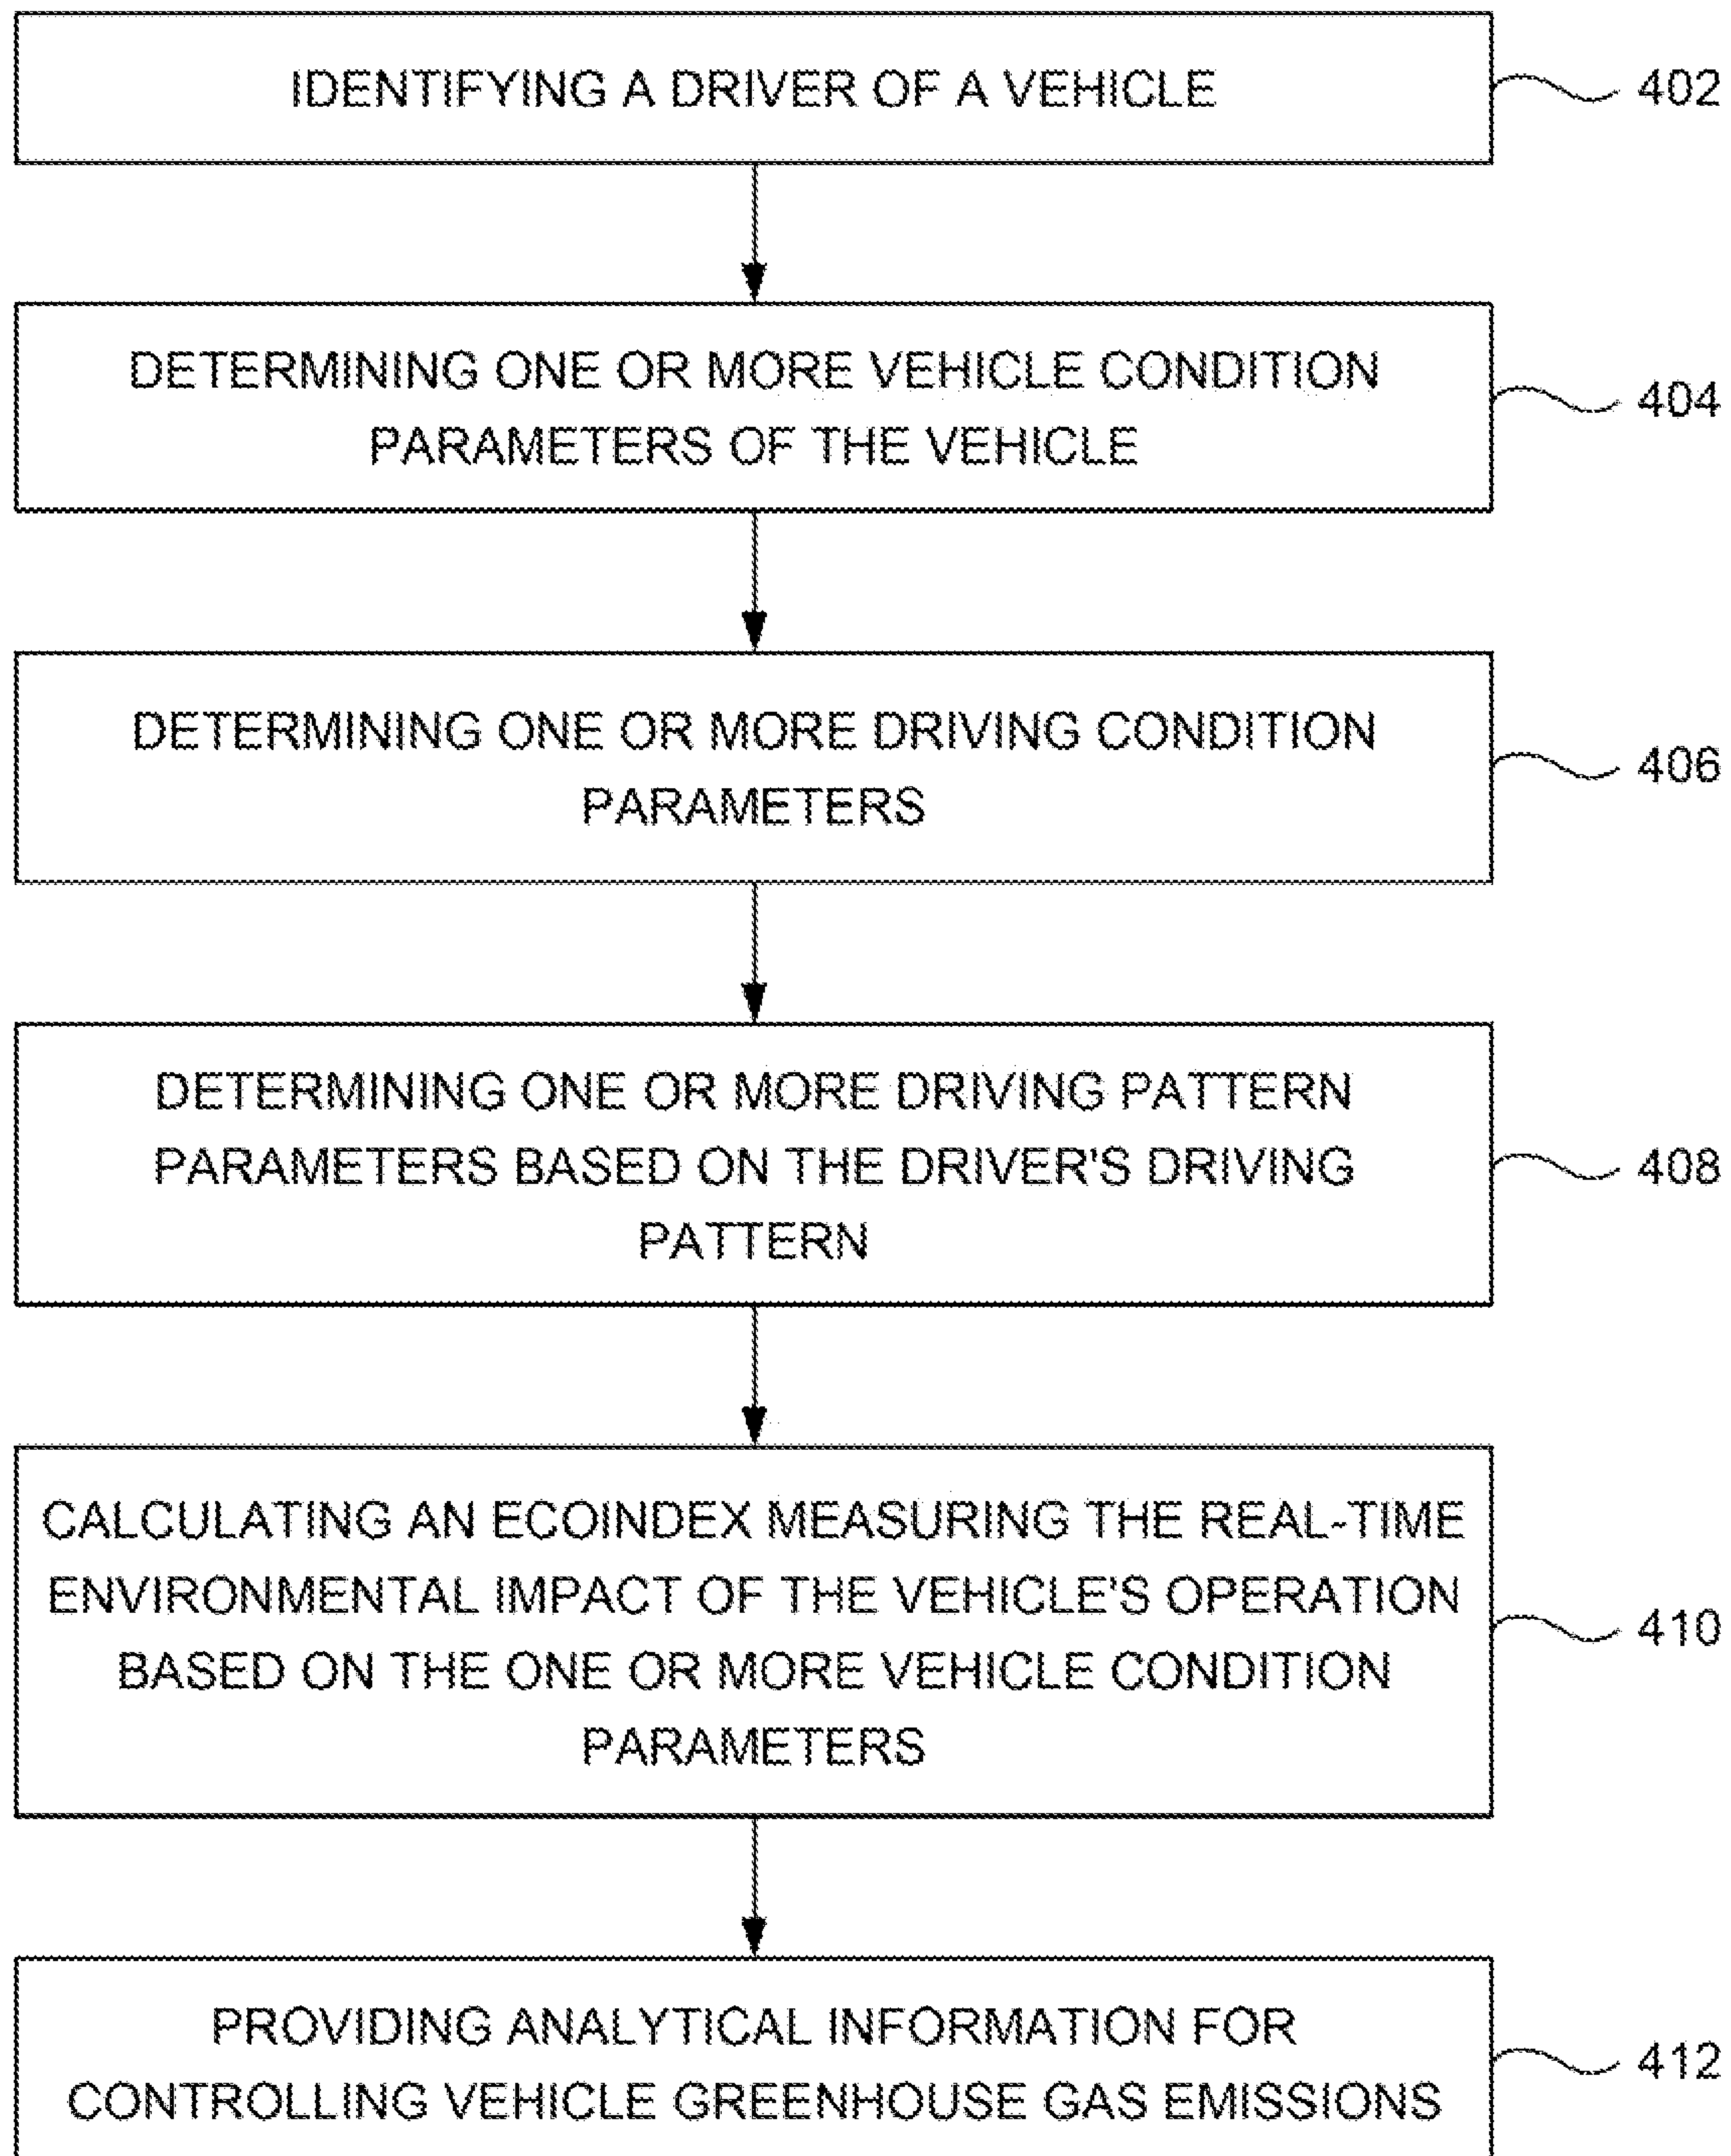 IDENTIFYING A DRIVER OF A VEHICLE
402
DETERMINING ONE OR MORE VEHICLE CONDITION
PARAMETERS OF THE VEHICLE
404
DETERMINING ONE OR MORE DRIVING CONDITION
PARAMETERS
406
DETERMINING ONE OR MORE DRIVING PATTERN
PARAMETERS BASED ON THE DRIVER'S DRIVING
PATTERN
408
CALCULATING AN ECOINDEX MEASURING THE REAL-TIME
ENVIRONMENTAL IMPACT OF THE VEHICLE'S OPERATION
BASED ON THE ONE OR MORE VEHICLE CONDITION
PARAMETERS
410
PROVIDING ANALYTICAL INFORMATION FOR
CONTROLLING VEHICLE GREENHOUSE GAS EMISSIONS
412